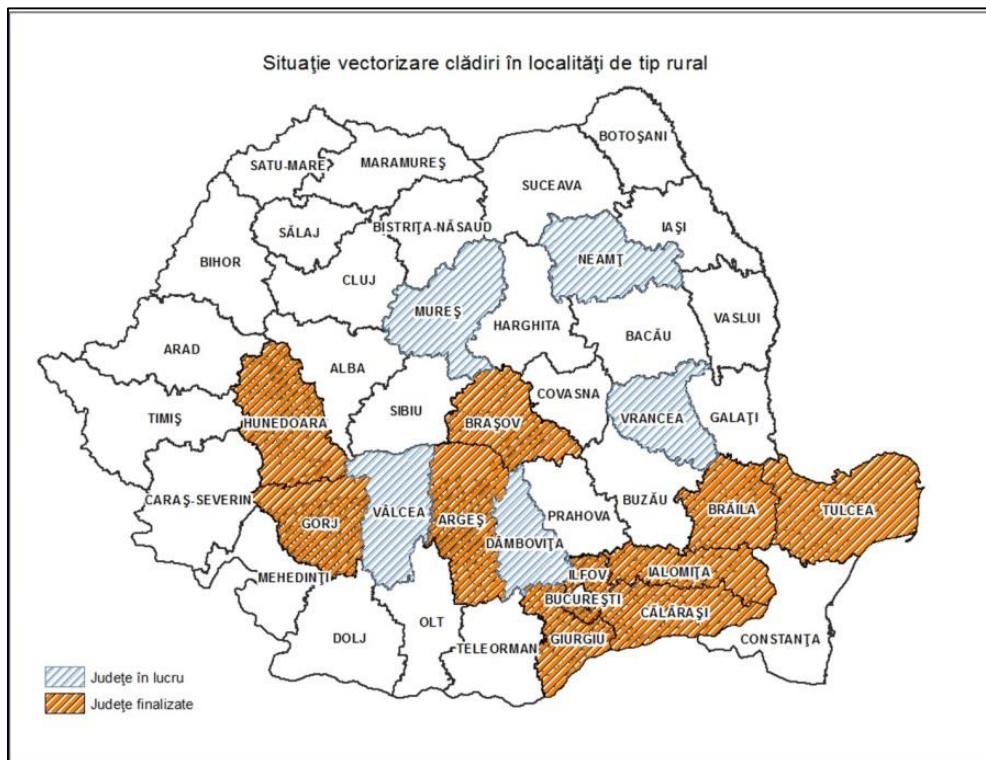 Situaţie vectorizare clădiri în localităţi de tip rural
BOTOŞANI
SATU-MARE
MARAMUREŞ
SUCEAVA
BISTRIŢA-NĂSAUD
IAŞI
SĂLAJ
NEAMŢ
BIHOR
CLUJ
MUREŞ
VASLUI
HARGHITA
BACĂU
ARAD
ALBA
COVASNA
SIBIU
TIMIŞ
HUNEDOARA
BRAŞOV
VRANCEA
GALAŢI
CARAŞ-SEVERIN
BUZĂU
BRĂILA
TULCEA
VÂLCEA
ARGEŞ
PRAHOVA
GORJ
DÂMBOVIŢA
ILFOV
IALOMIŢA
MEHEDINŢI
BUCUREŞTI
CĂLĂRAŞI
OLT
DOLJ
TELEORMAN
GIURGIU
CONSTANŢA
Judeţe în lucru
Judeţe finalizate